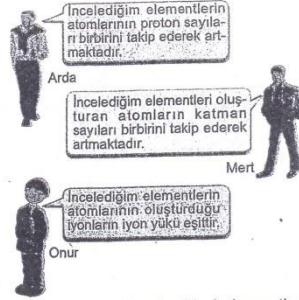 İncelediğim elementlerin
atomlarının proton sayıla-
rı birbirini takip ederek art-
maktadır.
Arda
İncelediğim elementleri oluş-
turan atomların katman
sayıları birbirini takip ederek
artmaktadır.
Mert
İncelediğim elementlerin
atomlarının oluşturduğu
iyonların iyon yükü eşittir.
Onur